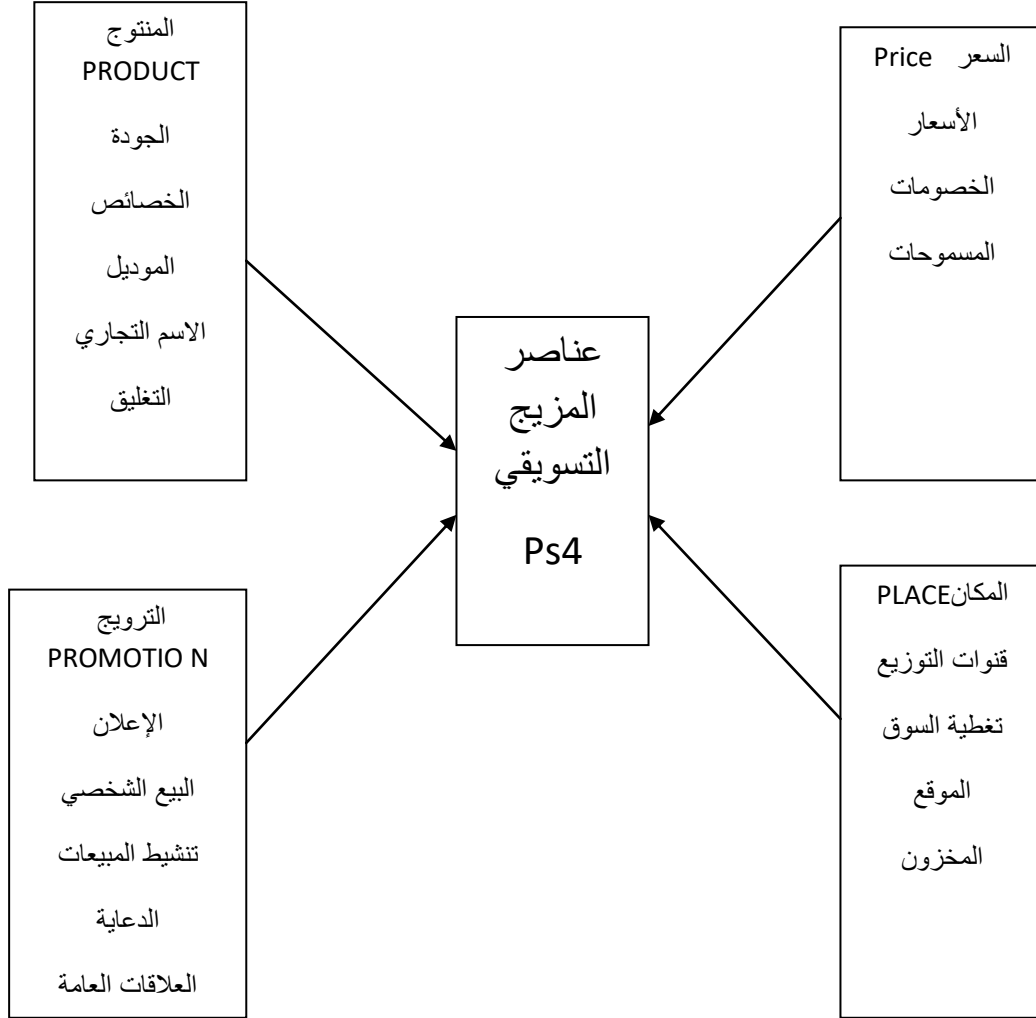 المنتوج
PRODUCT
الجودة
الخصائص
الموديل
الاسم التجاري
التغليق
السعر Price
الأسعار
الخصومات
المسموحات
عناصر
المزيج
التسويقي
Ps4
الترويج
PROMOTIO N
الإعلان
البيع الشخصي
تنشيط المبيعات
الدعاية
العلاقات العامة
المكانPLACE
قنوات التوزيع
تغطية السوق
الموقع
المخزون